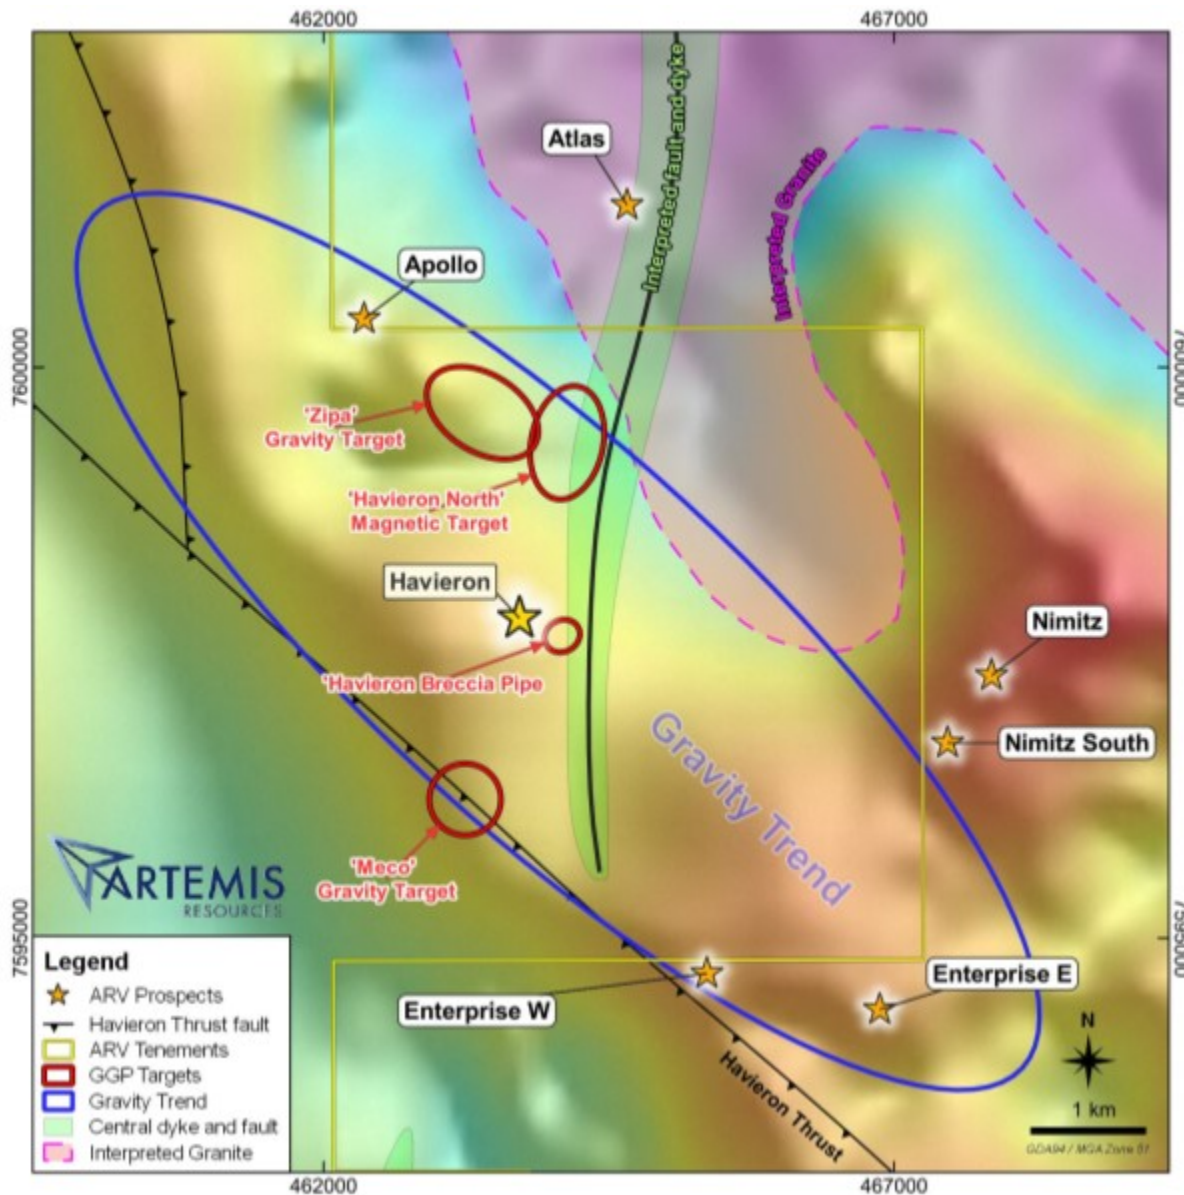 462000
467000
Atlas
Interpreted fault and dyke
Interpreted Granite
Apollo
7600000
7600000
'Zipa'
Gravity Target
'Havieron North'
Magnetic Target
Havieron
'Havieron Breccia Pipe
Nimitz
Nimitz South
Gravity Trend
'Meco'
Gravity Target
ARTEMIS
RESOURCES
7595000
7595000
Legend
ARV Prospects
Havieron Thrust fault
ARV Tenements
GGP Targets
Gravity Trend
Central dyke and fault
Interpreted Granite
Enterprise W
Enterprise E
Havieron Thrust
N
1 km
GDA94 / MGA Zone 51
462000
467000